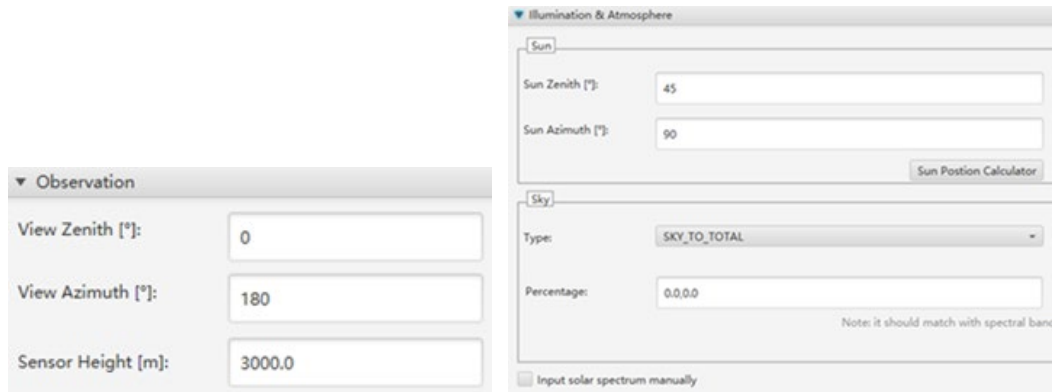 Observation
View Zenith [°]:
0
View Azimuth [°]:
180
Sensor Height [m]:
3000.0
Illumination & Atmosphere
Sun
Sun Zenith [°]:
45
Sun Azimuth [°]:
90
Sun Postion Calculator
Sky
Type:
SKY_TO_TOTAL
Percentage:
0.0,0.0
Note: it should match with spectral band
Input solar spectrum manually